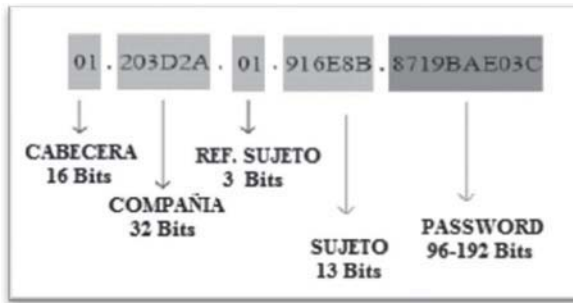 01 . 203D2A . 01 . 916E8B . 8719BAE03C
CABECERA
16 Bits
REF. SUJETO
3 Bits
COMPAÑIA
32 Bits
SUJETO
13 Bits
PASSWORD
96-192 Bits